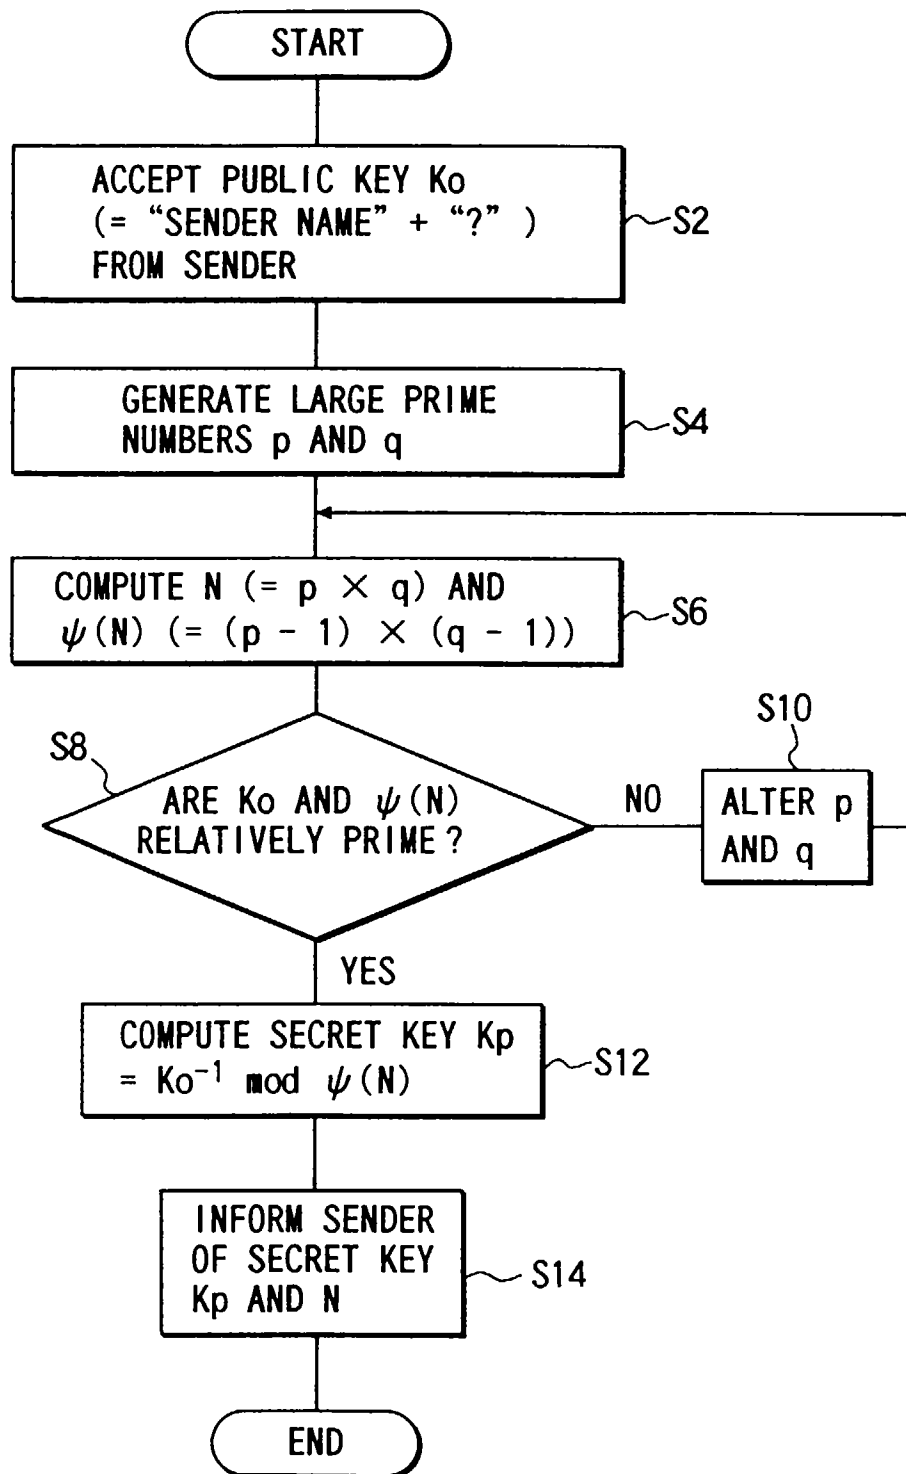 START
ACCEPT PUBLIC KEY Ko
(= “SENDER NAME” + “?” )
FROM SENDER
S2
GENERATE LARGE PRIME
NUMBERS p AND q
S4
COMPUTE N (= p × q) AND
ψ(N) (= (p - 1) × (q - 1))
S6
S8
ARE Ko AND ψ(N)
RELATIVELY PRIME?
NO
S10
ALTER p
AND q
YES
COMPUTE SECRET KEY Kp
= Ko⁻¹ mod ψ(N)
S12
INFORM SENDER
OF SECRET KEY
Kp AND N
S14
END